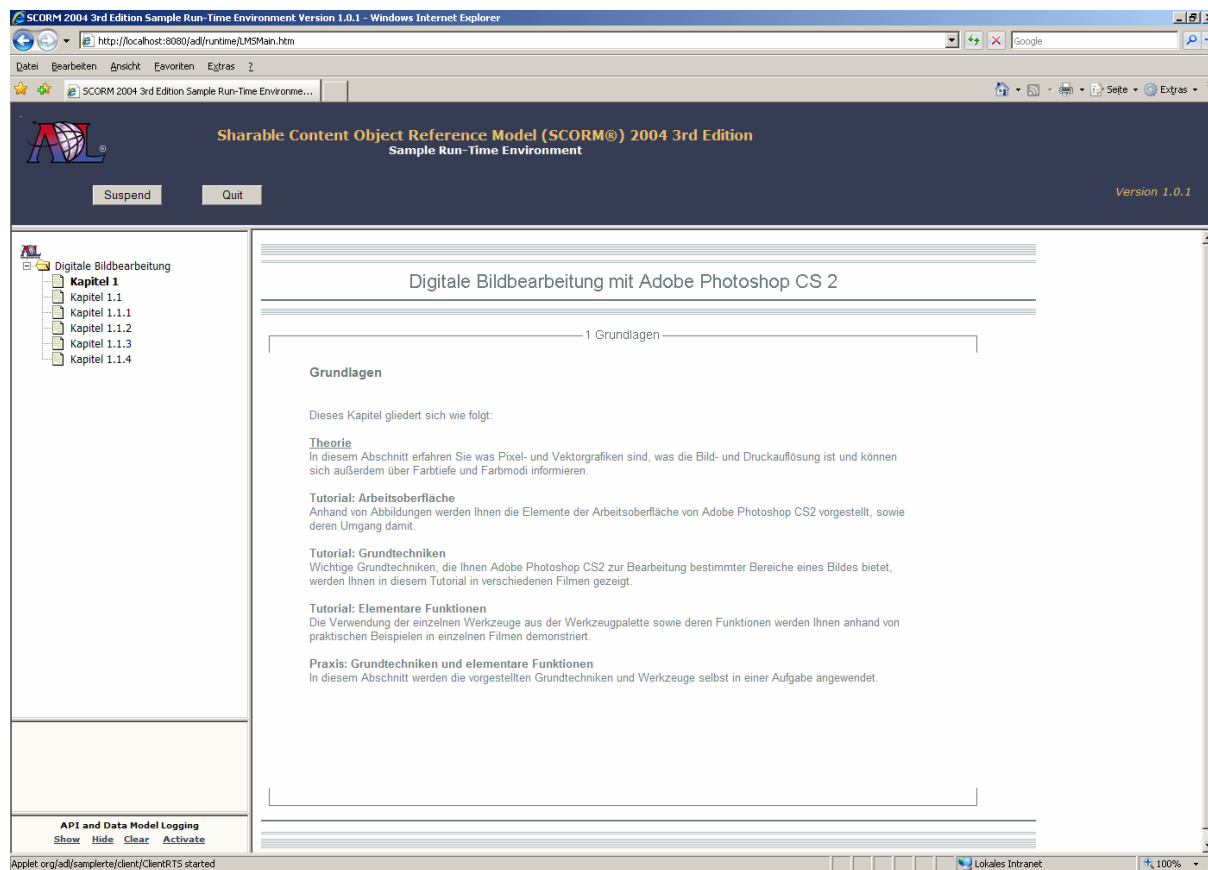 SCORM 2004 3rd Edition Sample Run-Time Environment Version 1.0.1 - Windows Internet Explorer
http://localhost:8080/adl/runtime/LMSMain.htm
Google
Datei Bearbeiten Ansicht Favoriten Extras ?
SCORM 2004 3rd Edition Sample Run-Time Environme...
Seite Extras
ADL®
Sharable Content Object Reference Model (SCORM®) 2004 3rd Edition
Sample Run-Time Environment
Suspend Quit
Version 1.0.1
ADL
Digitale Bildbearbeitung
Kapitel 1
Kapitel 1.1
Kapitel 1.1.1
Kapitel 1.1.2
Kapitel 1.1.3
Kapitel 1.1.4
Digitale Bildbearbeitung mit Adobe Photoshop CS 2
1 Grundlagen
Grundlagen
Dieses Kapitel gliedert sich wie folgt:
Theorie
In diesem Abschnitt erfahren Sie was Pixel- und Vektorgrafiken sind, was die Bild- und Druckauflösung ist und können
sich außerdem über Farbtiefe und Farbmodi informieren.
Tutorial: Arbeitsoberfläche
Anhand von Abbildungen werden Ihnen die Elemente der Arbeitsoberfläche von Adobe Photoshop CS2 vorgestellt, sowie
deren Umgang damit.
Tutorial: Grundtechniken
Wichtige Grundtechniken, die Ihnen Adobe Photoshop CS2 zur Bearbeitung bestimmter Bereiche eines Bildes bietet,
werden Ihnen in diesem Tutorial in verschiedenen Filmen gezeigt.
Tutorial: Elementare Funktionen
Die Verwendung der einzelnen Werkzeuge aus der Werkzeugpalette sowie deren Funktionen werden Ihnen anhand von
praktischen Beispielen in einzelnen Filmen demonstriert.
Praxis: Grundtechniken und elementare Funktionen
In diesem Abschnitt werden die vorgestellten Grundtechniken und Werkzeuge selbst in einer Aufgabe angewendet.
API and Data Model Logging
Show Hide Clear Activate
Applet org/adl/samplerte/client/ClientRTS started
Lokales Intranet
100%